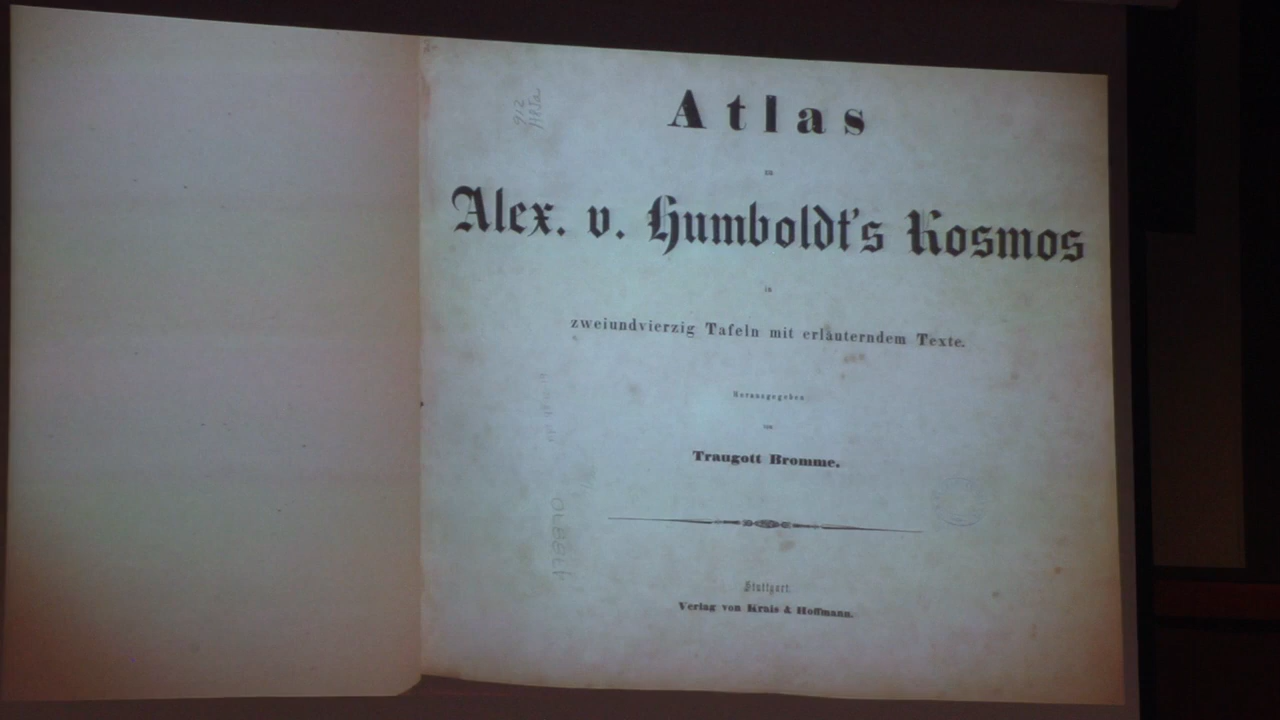 Atlas
zu
Alex. v. Humboldt's Kosmos
in
zweiundvierzig Tafeln mit erläuterndem Texte.
Herausgegeben
von
Traugott Bromme.
Stuttgart.
Verlag von Krais & Hoffmann.